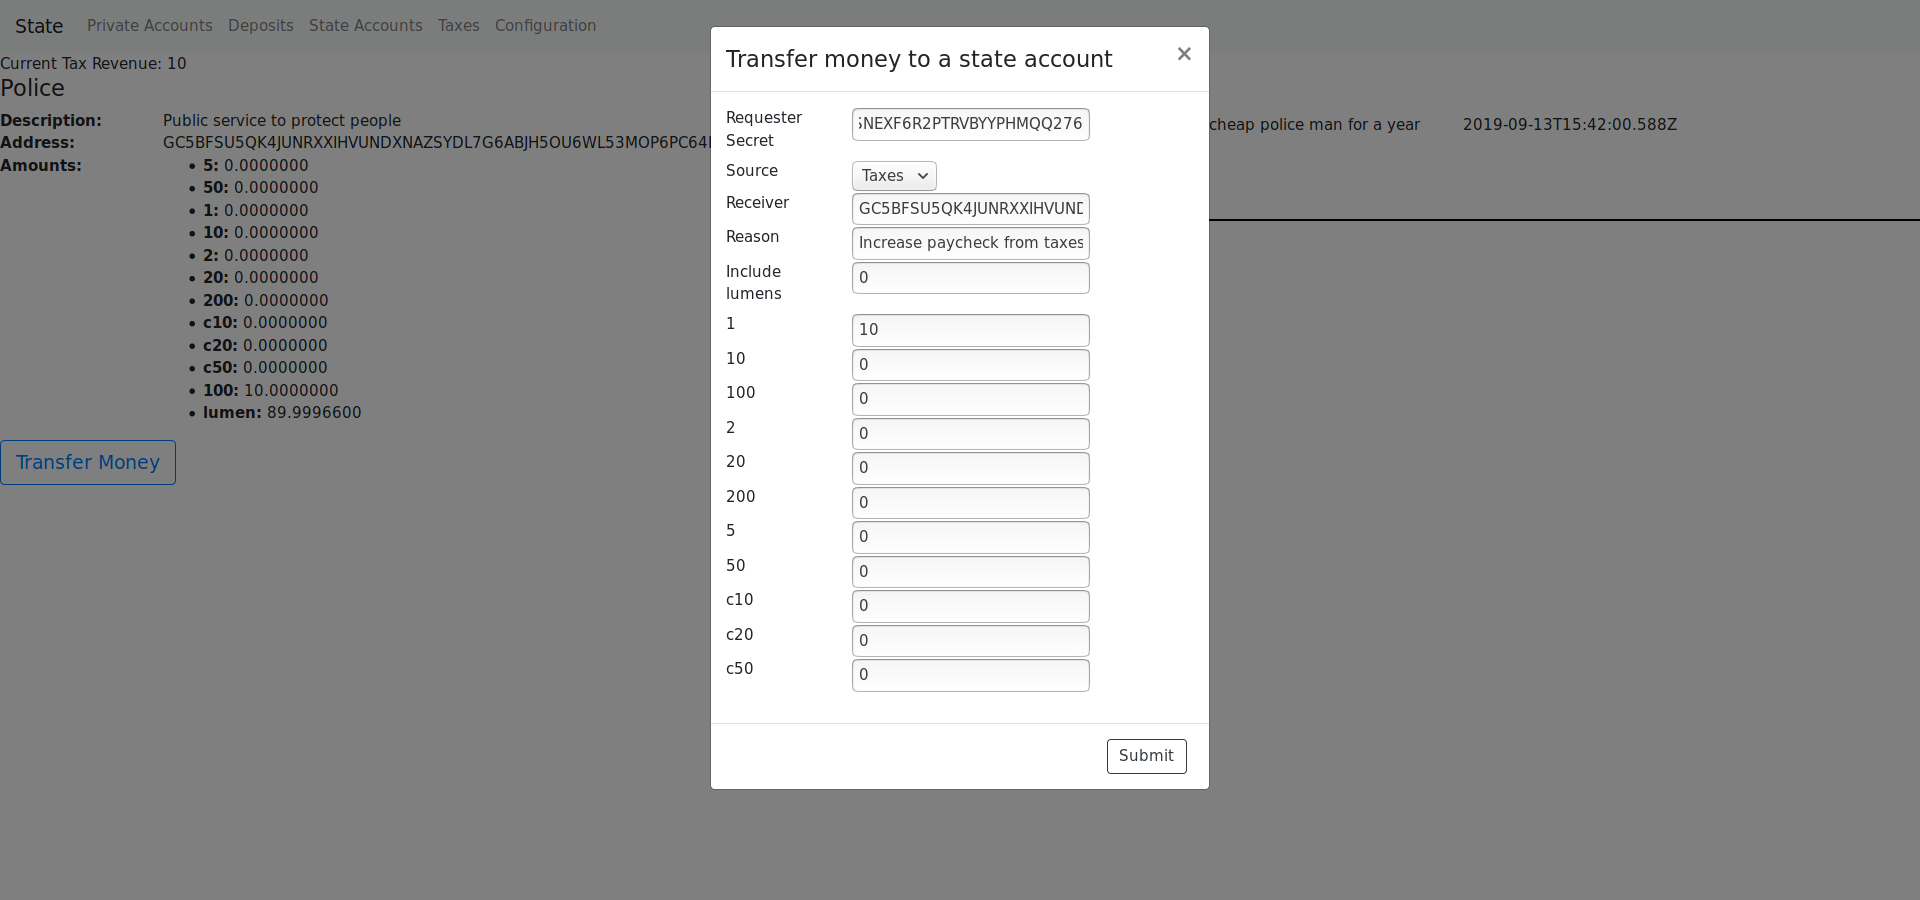 State Private Accounts Deposits State Accounts Taxes Configuration
Current Tax Revenue: 10
Police
Description: Public service to protect people
Address: GC5BFSU5QK4JUNRXXIHVUNDXNAZSYDL7G6ABJH5OU6WL53MOP6PC64
Amounts:
• 5: 0.0000000
• 50: 0.0000000
• 1: 0.0000000
• 10: 0.0000000
• 2: 0.0000000
• 20: 0.0000000
• 200: 0.0000000
• c10: 0.0000000
• c20: 0.0000000
• c50: 0.0000000
• 100: 10.0000000
• lumen: 89.9996600
Transfer Money
Transfer money to a state account ×
Requester Secret NEXF6R2PTRVBYYPHMQQ276
Source Taxes
Receiver GC5BFSU5QK4JUNRXXIHVUND
Reason Increase paycheck from taxes
Include lumens 0
1 10
10 0
100 0
2 0
20 0
200 0
5 0
50 0
c10 0
c20 0
c50 0
Submit
cheap police man for a year 2019-09-13T15:42:00.588Z